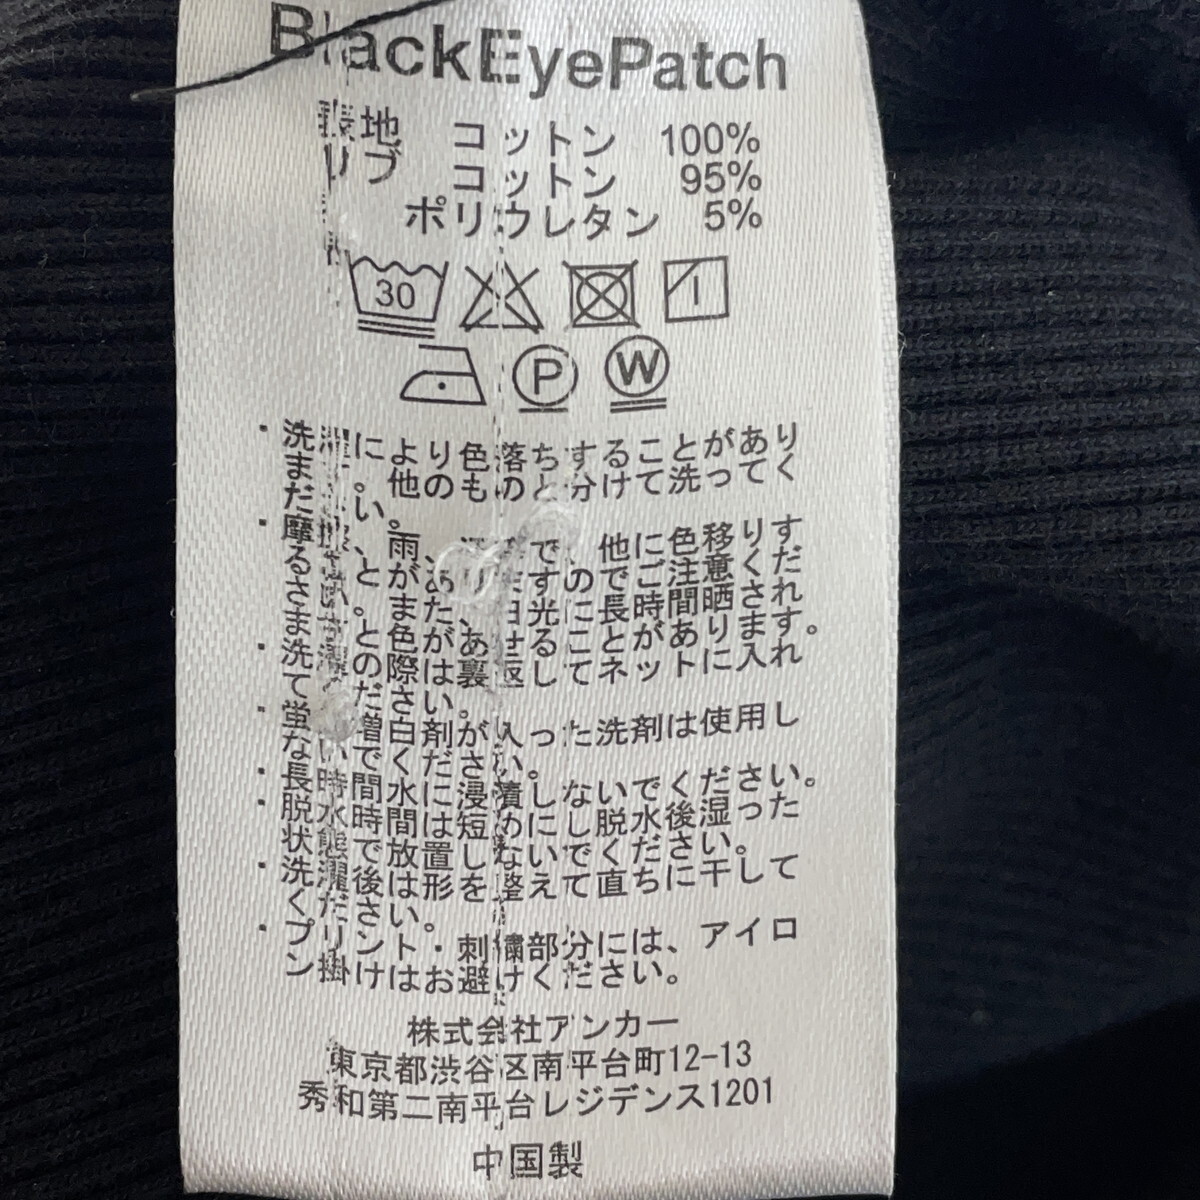 BlackEyePatch
表地 コットン 100%
リブ コットン 95%
ポリウレタン 5%
30
P
W
・洗濯により色落ちすることがあり
ま す 。他のものと分けて洗ってく
ださい。
・摩擦 、雨、 他に色移りす
ること のでご注意くだ
さい。また、 光に長時間晒され
ますと色があせることがあります。
・洗濯の際は裏返してネットに入れ
てください。
・蛍光増白剤が入った洗剤は使用し
ないでください。
・長時間水に浸漬しないでください。
・脱水時間は短めにし脱水後湿った
状態で放置しないでください。
・洗濯後は形を整えて直ちに干して
ください。
・プリント・刺繍部分には、アイロ
ン掛けはお避けください。
株式会社アンカー
東京都渋谷区南平台町12-13
秀和第二南平台レジデンス1201
中国製